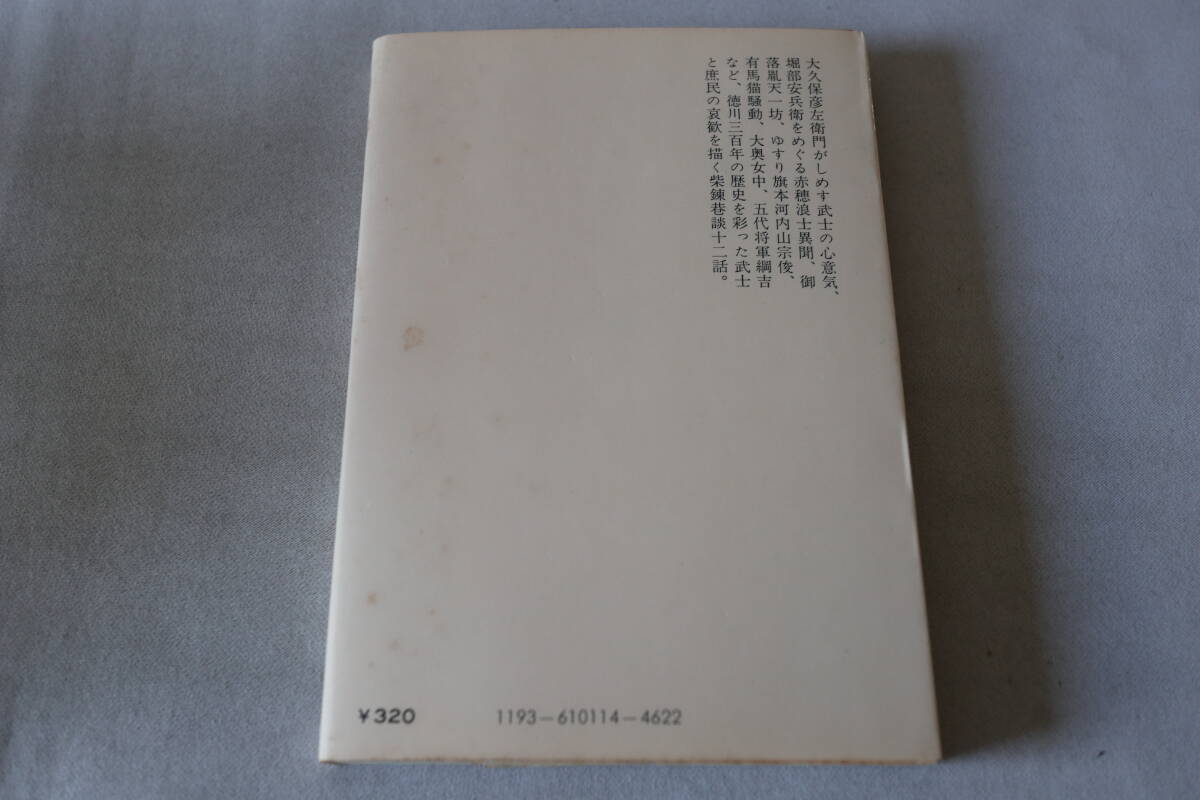 大久保彦左衛門がしめす武士の心意気、
堀部安兵衛をめぐる赤穂浪士異聞、御
落胤天一坊、ゆすり旗本河内山宗俊、
有馬猫騒動、大奥女中、五代将軍綱吉
など、徳川三百年の歴史を彩った武士
と庶民の哀歓を描く柴錬巷談十二話。
¥320
1193-610114-4622